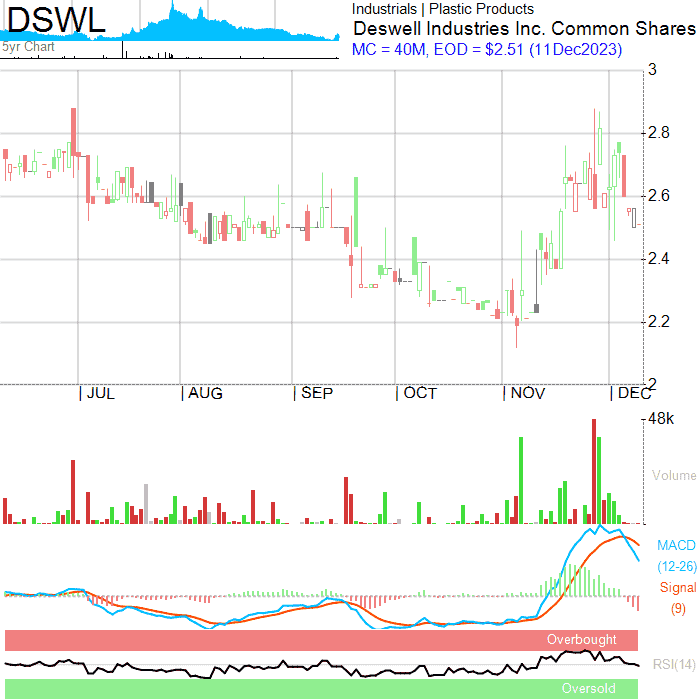 DSWL
5yr Chart
Industrials | Plastic Products
Deswell Industries Inc. Common Shares
MC = 40M, EOD = $2.51 (11Dec2023)
3
2.8
2.6
2.4
2.2
2
| JUL | AUG | SEP | OCT | NOV | DEC
48k
Volume
MACD
(12-26)
Signal
(9)
Overbought
RSI(14)
Oversold